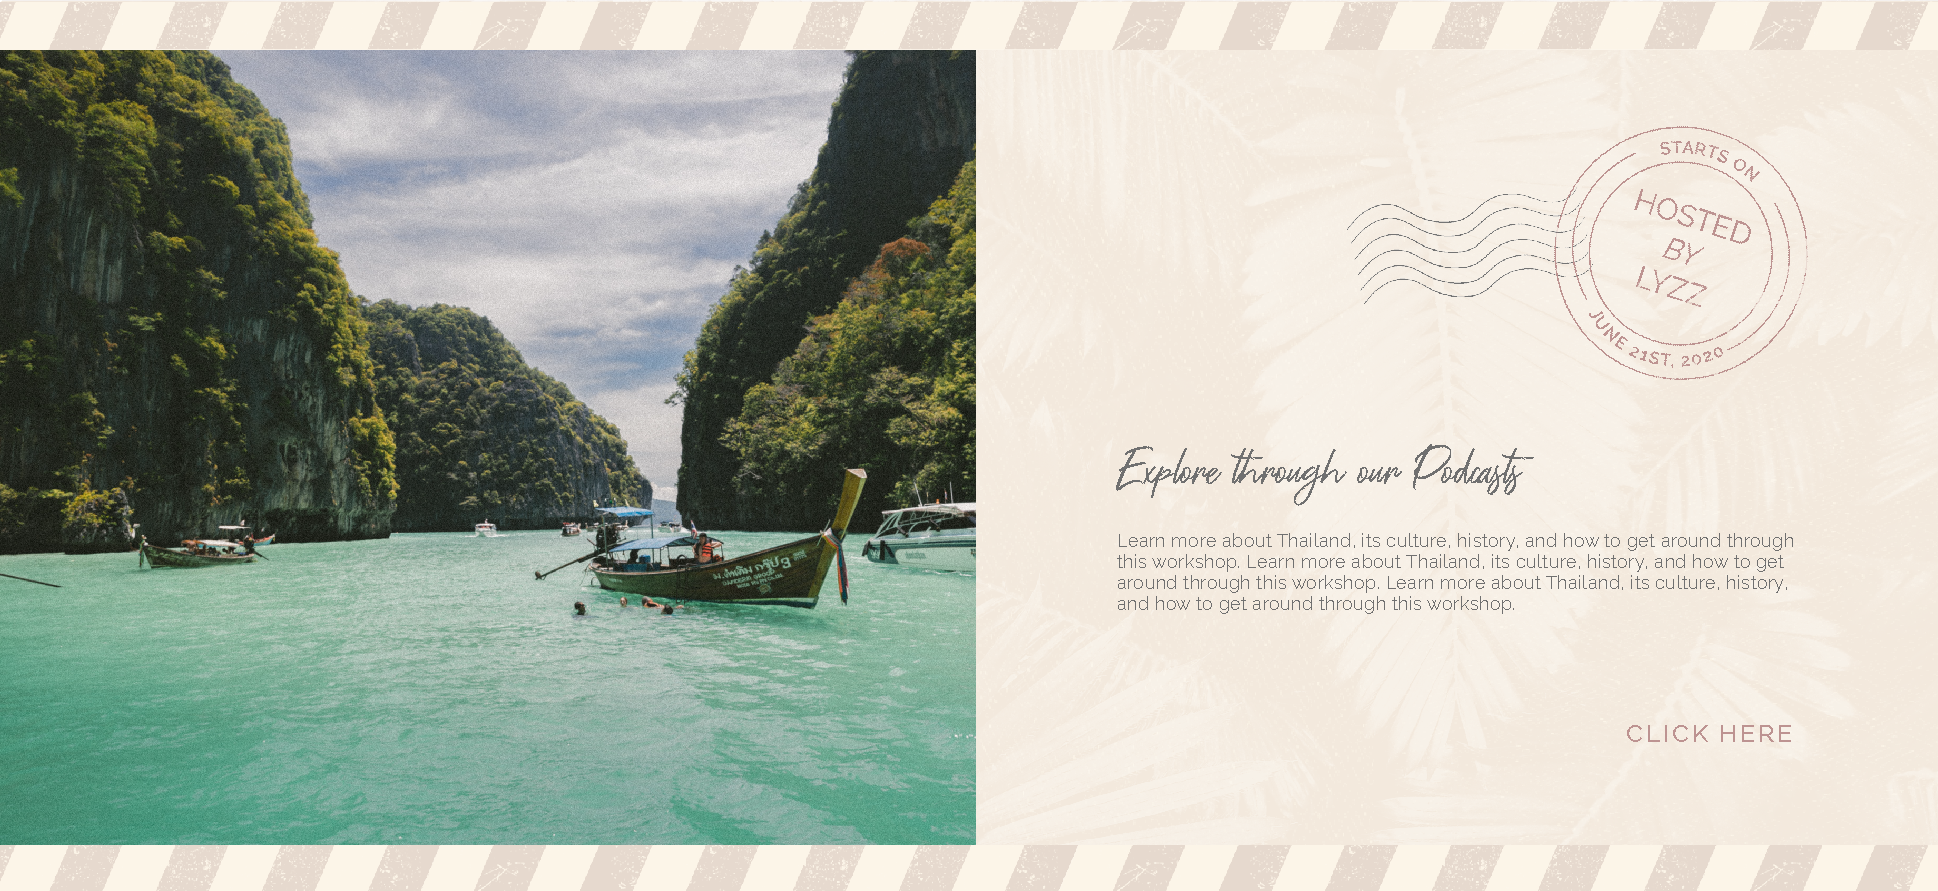 STARTS ON
HOSTED
BY
LYZZ
JUNE 21ST, 2020
Explore through our Podcasts
Learn more about Thailand, its culture, history, and how to get around through
this workshop. Learn more about Thailand, its culture, history, and how to get
around through this workshop. Learn more about Thailand, its culture, history,
and how to get around through this workshop.
CLICK HERE